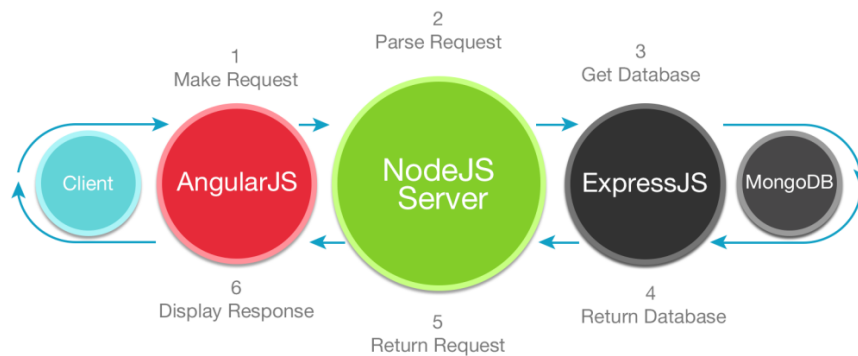 1
Make Request
2
Parse Request
3
Get Database
Client
AngularJS
NodeJS
Server
ExpressJS
MongoDB
6
Display Response
5
Return Request
4
Return Database